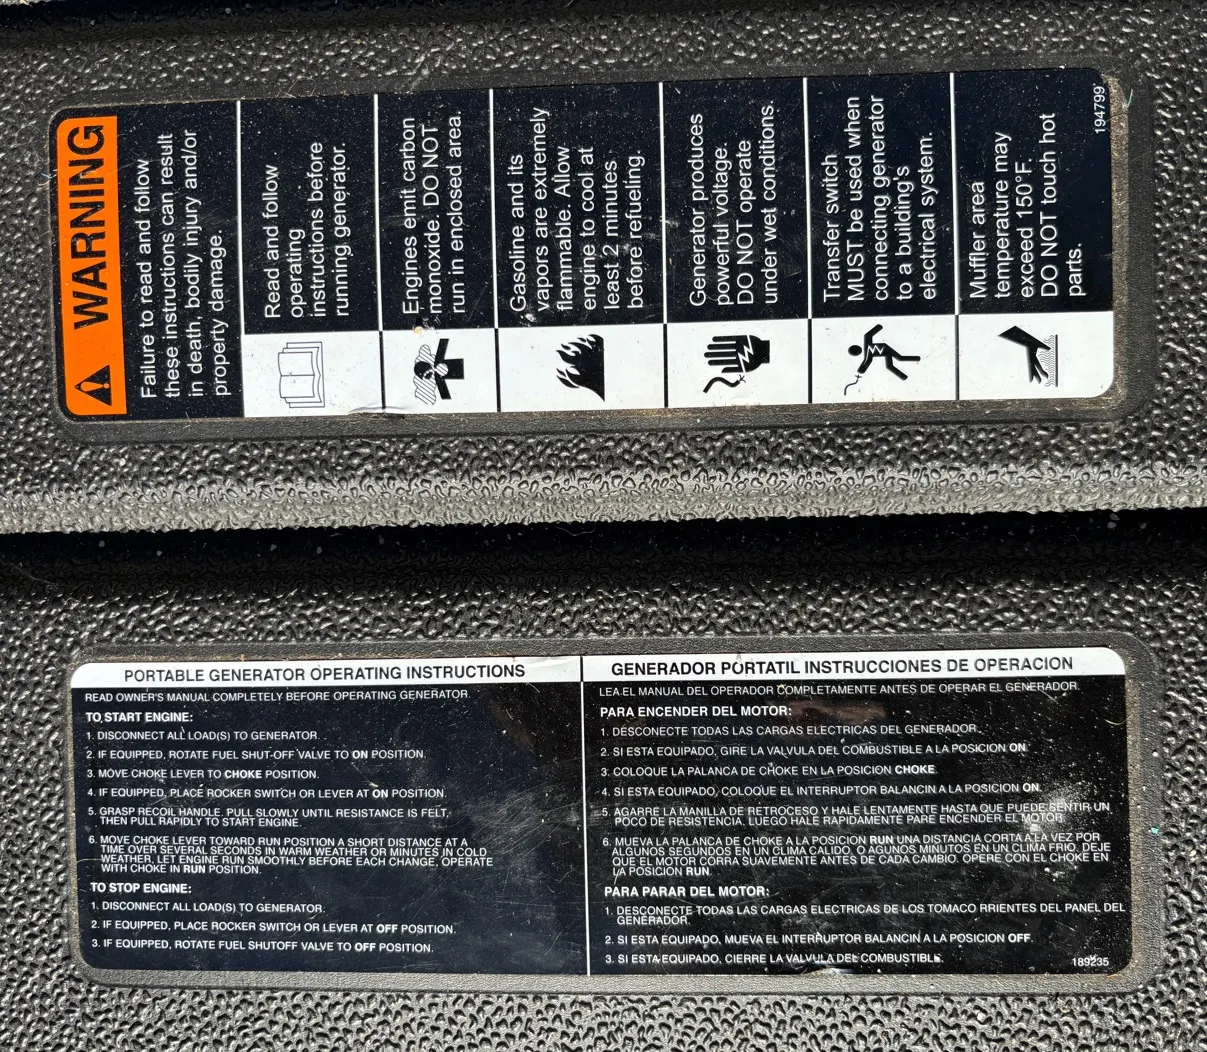 WARNING
Failure to read and follow
these instructions can result
in death, bodily injury and/or
property damage.
Read and follow
operating
instructions before
running generator.
Engines emit carbon
monoxide. DO NOT
run in enclosed area.
Gasoline and its
vapors are extremely
flammable. Allow
engine to cool at
least 2 minutes
before refueling.
Generator produces
powerful voltage.
DO NOT operate
under wet conditions.
Transfer switch
MUST be used when
connecting generator
to a building's
electrical system.
Muffler area
temperature may
exceed 150°F.
DO NOT touch hot
parts.
194799
PORTABLE GENERATOR OPERATING INSTRUCTIONS
READ OWNER'S MANUAL COMPLETELY BEFORE OPERATING GENERATOR.
TO START ENGINE:
1. DISCONNECT ALL LOAD(S) TO GENERATOR.
2. IF EQUIPPED, ROTATE FUEL SHUT-OFF VALVE TO ON POSITION.
3. MOVE CHOKE LEVER TO CHOKE POSITION.
4. IF EQUIPPED, PLACE ROCKER SWITCH OR LEVER AT ON POSITION.
5. GRASP RECOIL HANDLE. PULL SLOWLY UNTIL RESISTANCE IS FELT,
THEN PULL RAPIDLY TO START ENGINE.
6. MOVE CHOKE LEVER TOWARD RUN POSITION A SHORT DISTANCE AT A
TIME OVER SEVERAL SECONDS IN WARM WEATHER OR MINUTES IN COLD
WEATHER, LET ENGINE RUN SMOOTHLY BEFORE EACH CHANGE, OPERATE
WITH CHOKE IN RUN POSITION.
TO STOP ENGINE:
1. DISCONNECT ALL LOAD(S) TO GENERATOR.
2. IF EQUIPPED, PLACE ROCKER SWITCH OR LEVER AT OFF POSITION.
3. IF EQUIPPED, ROTATE FUEL SHUTOFF VALVE TO OFF POSITION.
GENERADOR PORTATIL INSTRUCCIONES DE OPERACION
LEA EL MANUAL DEL OPERADOR COMPLETAMENTE ANTES DE OPERAR EL GENERADOR.
PARA ENCENDER DEL MOTOR:
1. DESCONECTE TODAS LAS CARGAS ELECTRICAS DEL GENERADOR.
2. SI ESTA EQUIPADO, GIRE LA VALVULA DEL COMBUSTIBLE A LA POSICION ON.
3. COLOQUE LA PALANCA DE CHOKE EN LA POSICION CHOKE.
4. SI ESTA EQUIPADO, COLOQUE EL INTERRUPTOR BALANCIN A LA POSICION ON.
5. AGARRE LA MANILLA DE RETROCESO Y HALE LENTAMENTE HASTA QUE PUEDE SENTIR UN
POCO DE RESISTENCIA. LUEGO HALE RAPIDAMENTE PARE ENCENDER EL MOTOR.
6. MUEVA LA PALANCA DE CHOKE A LA POSICION RUN UNA DISTANCIA CORTA A LA VEZ POR
ALGUNOS SEGUNDOS EN UN CLIMA CALIDO, O AGUNOS MINUTOS EN UN CLIMA FRIO. DEJE
QUE EL MOTOR CORRA SUAVEMENTE ANTES DE CADA CAMBIO. OPERE CON EL CHOKE EN
LA POSICION RUN.
PARA PARAR DEL MOTOR:
1. DESCONECTE TODAS LAS CARGAS ELECTRICAS DE LOS TOMACO RRIENTES DEL PANEL DEL
GENERADOR.
2. SI ESTA EQUIPADO, MUEVA EL INTERRUPTOR BALANCIN A LA POSICION OFF.
3. SI ESTA EQUIPADO, CIERRE LA VALVULA DEL COMBUSTIBLE.
189235